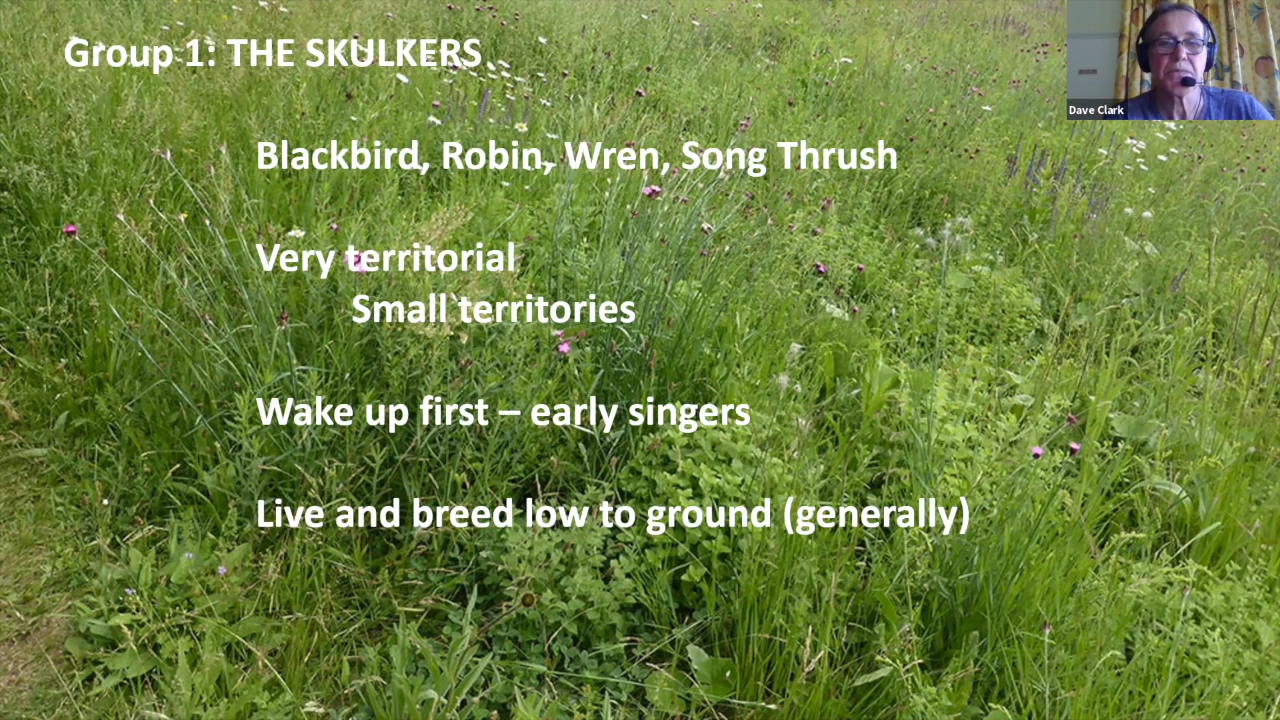 Group 1: THE SKULKERS
Dave Clark
Blackbird, Robin, Wren, Song Thrush
Very territorial
Small territories
Wake up first – early singers
Live and breed low to ground (generally)